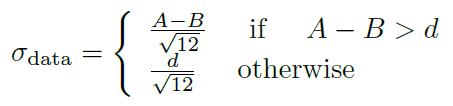 σ_data = { (A−B)/√12 if A − B > d
d/√12 otherwise